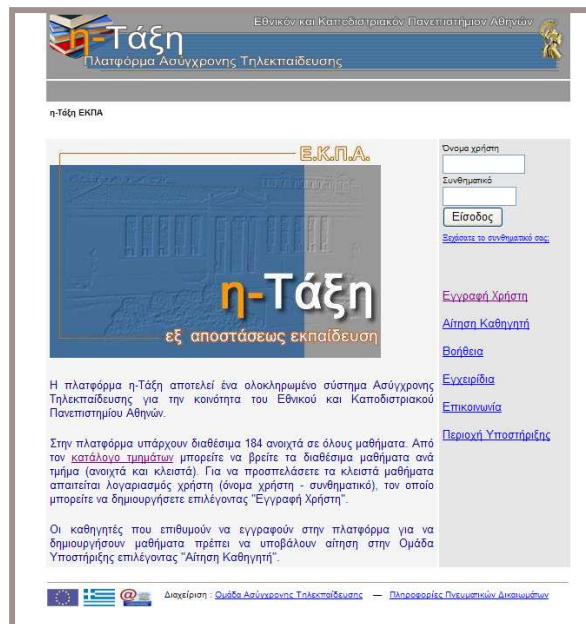 Εθνικόν και Καποδιστριακόν Πανεπιστήμιον Αθηνών
η-Τάξη
Πλατφόρμα Ασύγχρονης Τηλεκπαίδευσης
η-Τάξη ΕΚΠΑ
Ε.Κ.Π.Α.
η-Τάξη
εξ αποστάσεως εκπαίδευση
Η πλατφόρμα η-Τάξη αποτελεί ένα ολοκληρωμένο σύστημα Ασύγχρονης
Τηλεκπαίδευσης για την κοινότητα του Εθνικού και Καποδιστριακού
Πανεπιστημίου Αθηνών.
Στην πλατφόρμα υπάρχουν διαθέσιμα 184 ανοιχτά σε όλους μαθήματα. Από
τον κατάλογο τμημάτων μπορείτε να βρείτε τα διαθέσιμα μαθήματα ανά
τμήμα (ανοιχτά και κλειστά). Για να προσπελάσετε τα κλειστά μαθήματα
απαιτείται λογαριασμός χρήστη (όνομα χρήστη - συνθηματικό), τον οποίο
μπορείτε να δημιουργήσετε επιλέγοντας "Εγγραφή Χρήστη".
Οι καθηγητές που επιθυμούν να εγγραφούν στην πλατφόρμα για να
δημιουργήσουν μαθήματα πρέπει να υποβάλουν αίτηση στην Ομάδα
Υποστήριξης επιλέγοντας "Αίτηση Καθηγητή".
Όνομα χρήστη
Συνθηματικό
Είσοδος
Ξεχάσατε το συνθηματικό σας;
Εγγραφή Χρήστη
Αίτηση Καθηγητή
Βοήθεια
Εγχειρίδια
Επικοινωνία
Περιοχή Υποστήριξης
Διαχείριση : Ομάδα Ασύγχρονης Τηλεκπαίδευσης — Πληροφορίες Πνευματικών Δικαιωμάτων